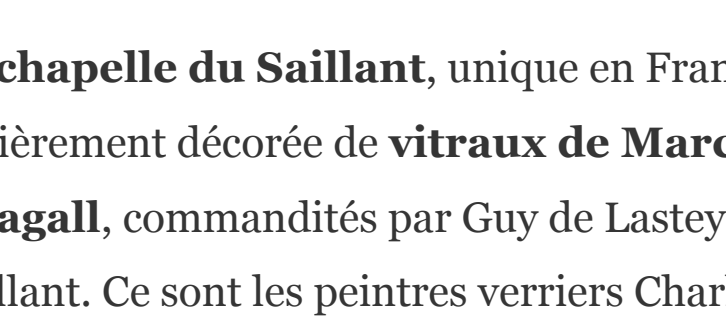 chapelle du Saillant, unique en Fran
ièrement décorée de vitraux de Marc
agall, commandités par Guy de Lastey
llant. Ce sont les peintres verriers Char